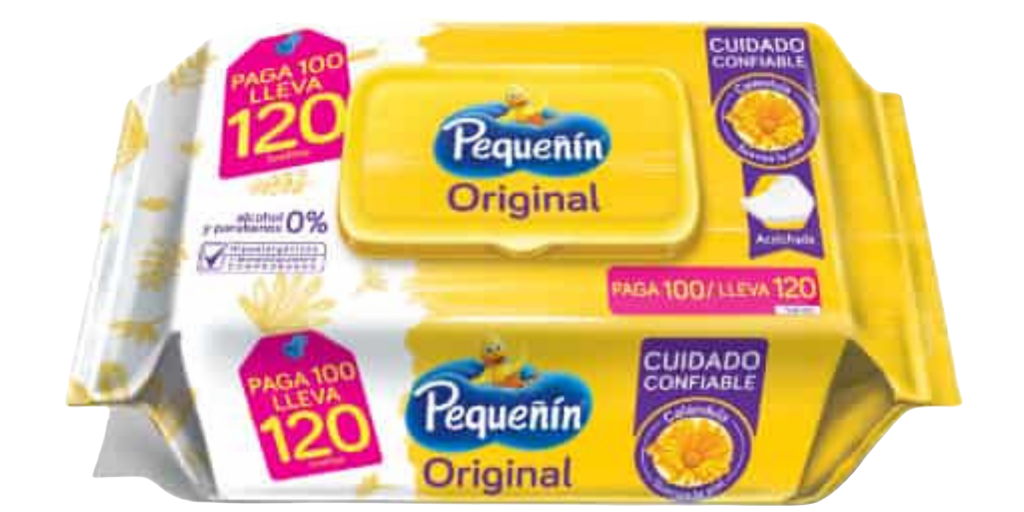 PAGA 100
LLEVA
120
Pequeñín
Original
CUIDADO
CONFIABLE
Caléndula
Acolchada
alcohol
y parabenos 0%
Hipoalergénicas
PAGA 100/ LLEVA 120
PAGA 100
LLEVA
120
Pequeñín
Original
CUIDADO
CONFIABLE
Caléndula